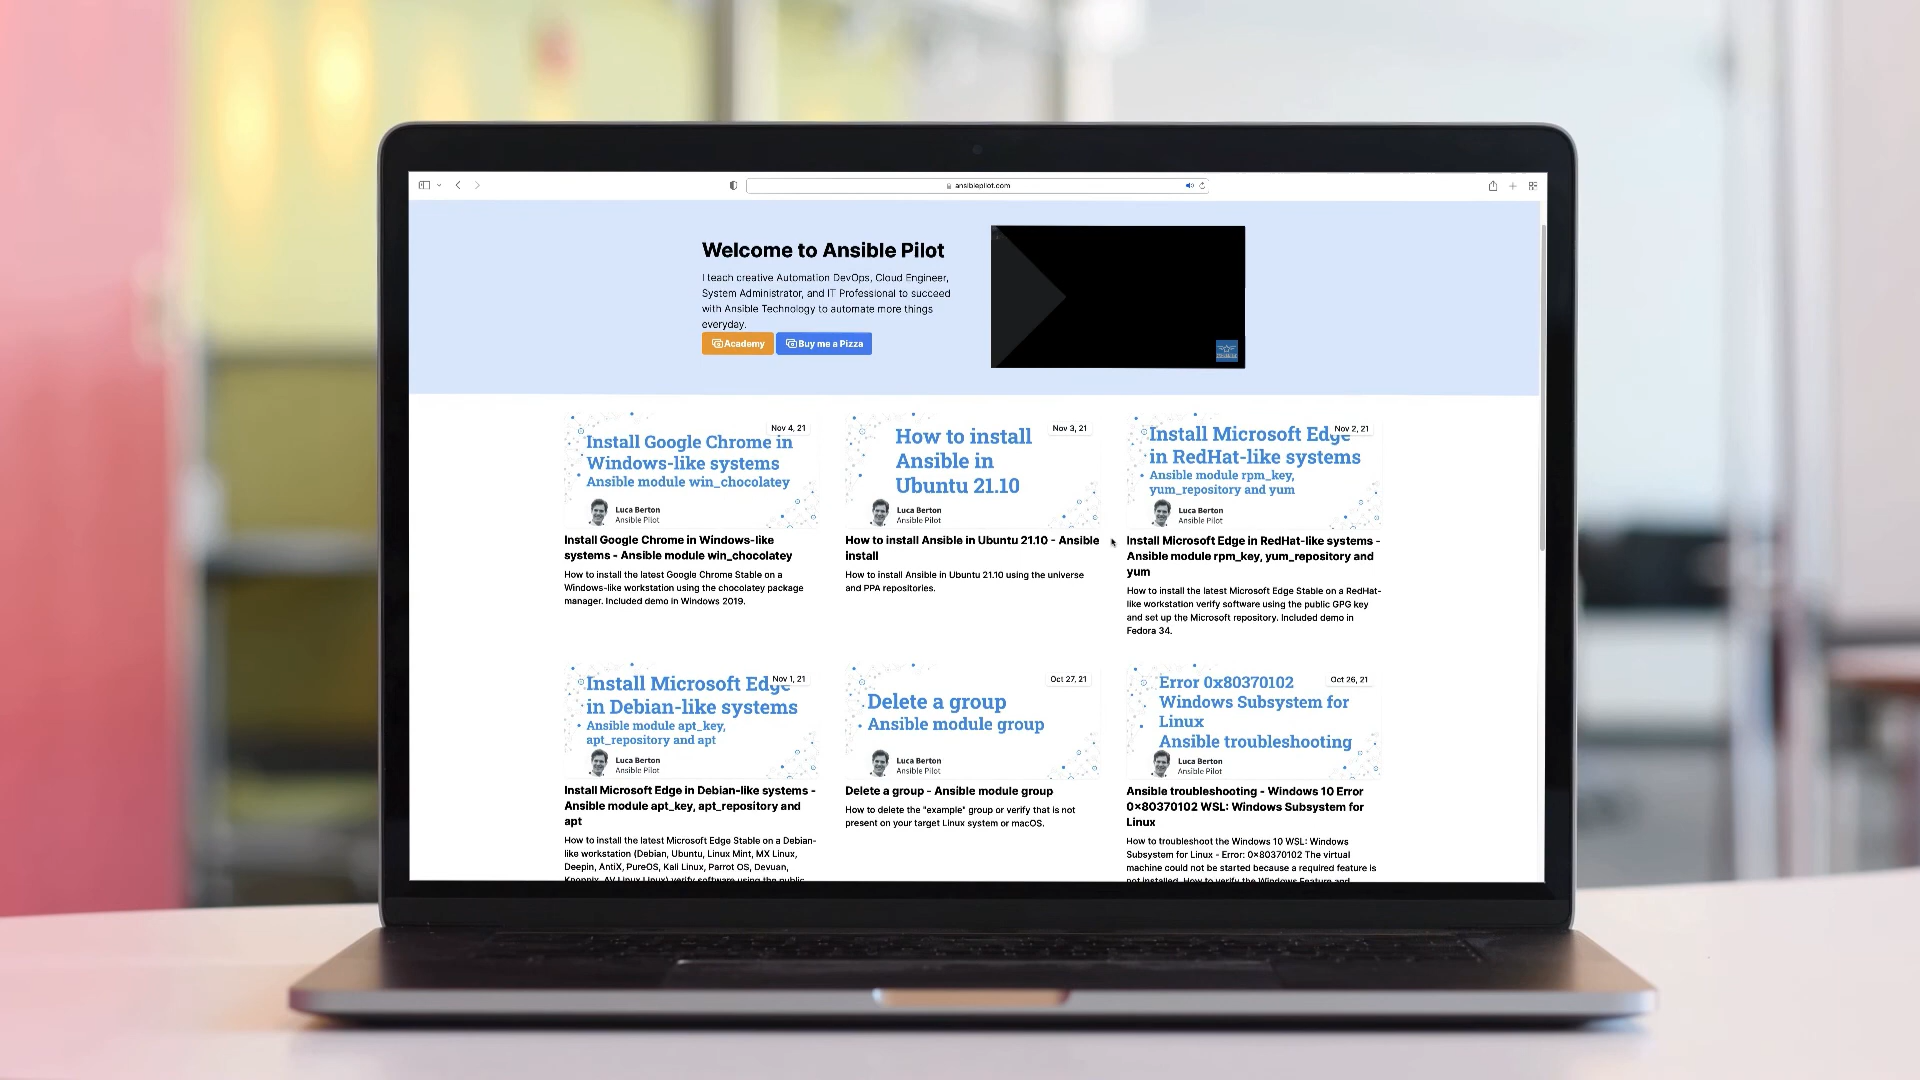 ansiblepilot.com
Welcome to Ansible Pilot
I teach creative Automation DevOps, Cloud Engineer,
System Administrator, and IT Professional to succeed
with Ansible Technology to automate more things
everyday.
Academy
Buy me a Pizza
Nov 4, 21
Install Google Chrome in
Windows-like systems
Ansible module win_chocolatey
Luca Berton
Ansible Pilot
Install Google Chrome in Windows-like
systems - Ansible module win_chocolatey
How to install the latest Google Chrome Stable on a
Windows-like workstation using the chocolatey package
manager. Included demo in Windows 2019.
Nov 3, 21
How to install
Ansible in
Ubuntu 21.10
Luca Berton
Ansible Pilot
How to install Ansible in Ubuntu 21.10 - Ansible
install
How to install Ansible in Ubuntu 21.10 using the universe
and PPA repositories.
Nov 2, 21
Install Microsoft Edge
in RedHat-like systems
Ansible module rpm_key,
yum_repository and yum
Luca Berton
Ansible Pilot
Install Microsoft Edge in RedHat-like systems -
Ansible module rpm_key, yum_repository and
yum
How to install the latest Microsoft Edge Stable on a RedHat-
like workstation verify software using the public GPG key
and set up the Microsoft repository. Included demo in
Fedora 34.
Nov 1, 21
Install Microsoft Edge
in Debian-like systems
Ansible module apt_key,
apt_repository and apt
Luca Berton
Ansible Pilot
Install Microsoft Edge in Debian-like systems -
Ansible module apt_key, apt_repository and
apt
How to install the latest Microsoft Edge Stable on a Debian-
like workstation (Debian, Ubuntu, Linux Mint, MX Linux,
Deepin, AntiX, PureOS, Kali Linux, Parrot OS, Devuan,
Knoppix, AV Linux Linux) verify software using the public
Oct 27, 21
Delete a group
Ansible module group
Luca Berton
Ansible Pilot
Delete a group - Ansible module group
How to delete the "example" group or verify that is not
present on your target Linux system or macOS.
Oct 26, 21
Error 0x80370102
Windows Subsystem for
Linux
Ansible troubleshooting
Luca Berton
Ansible Pilot
Ansible troubleshooting - Windows 10 Error
0x80370102 WSL: Windows Subsystem for
Linux
How to troubleshoot the Windows 10 WSL: Windows
Subsystem for Linux - Error: 0x80370102 The virtual
machine could not be started because a required feature is
not installed. How to verify the Windows Feature and